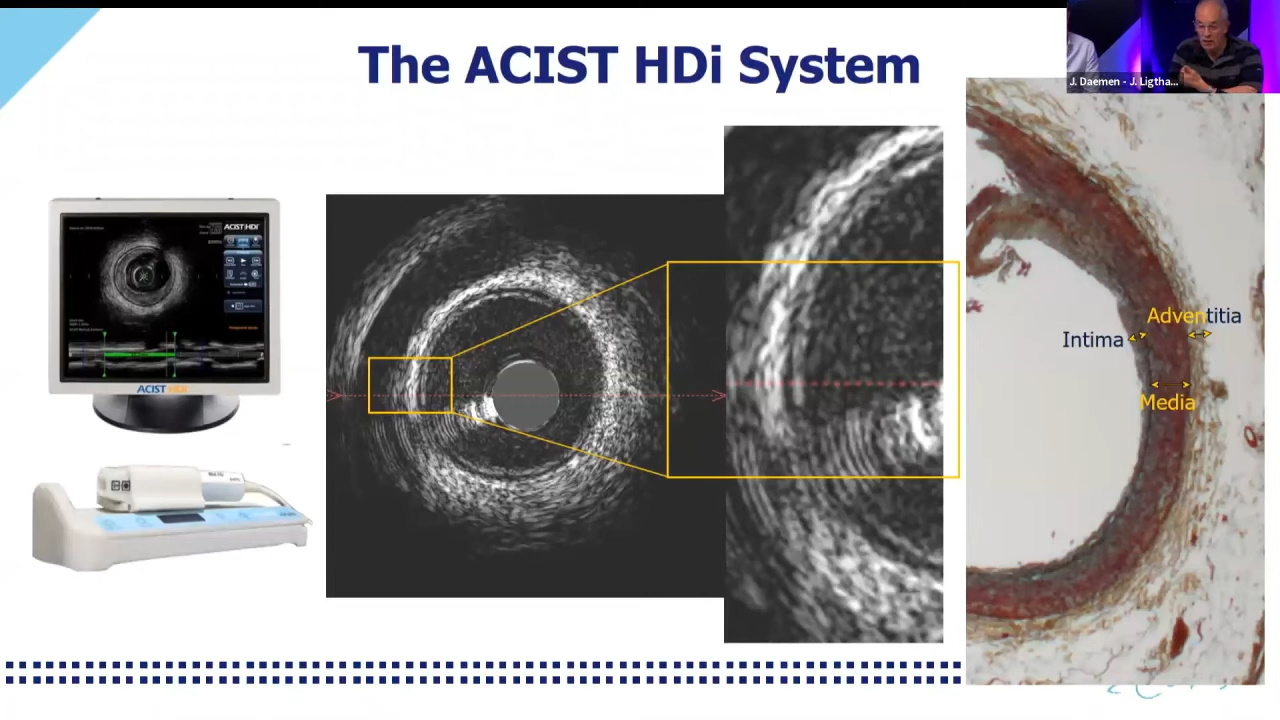 The ACIST HDi System
J. Daemen - J. Ligtha...
ACIST HDi
ACIST HDi
Adventitia
Intima
Media